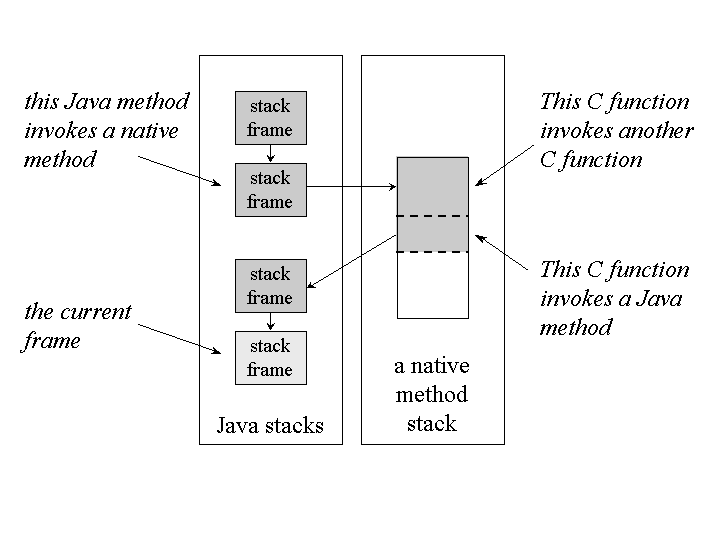 this Java method
invokes a native
method
stack
frame
stack
frame
stack
frame
stack
frame
the current
frame
Java stacks
This C function
invokes another
C function
This C function
invokes a Java
method
a native
method
stack